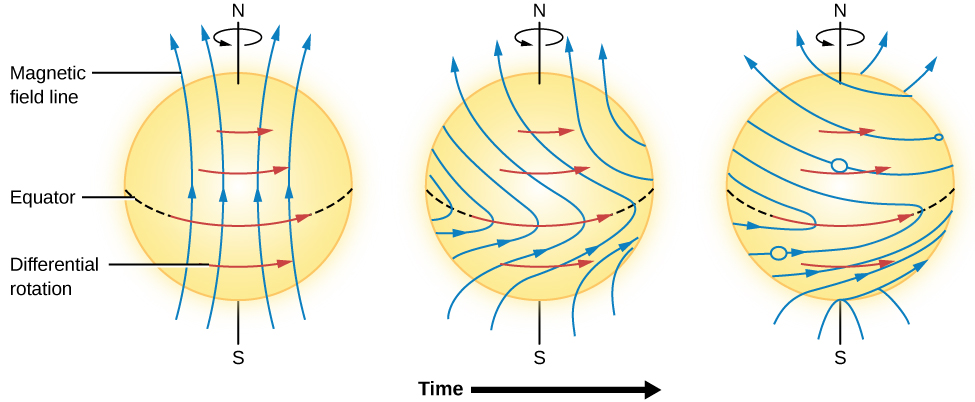 N
N
N
Magnetic
field line
Equator
Differential
rotation
S
S
S
Time